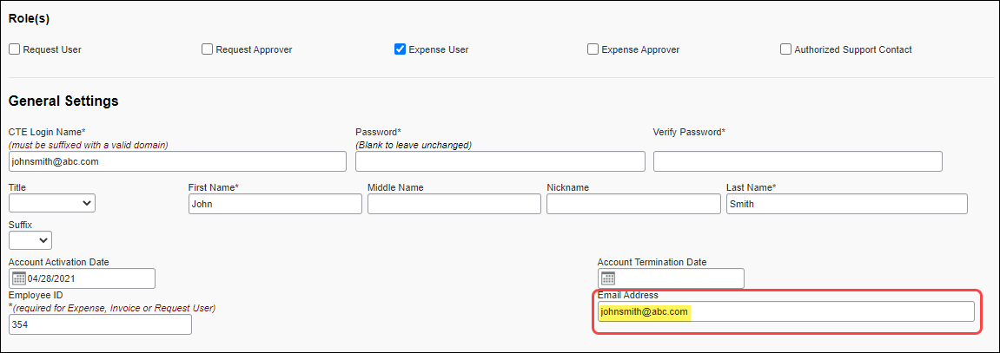 Role(s)
Request User Request Approver Expense User Expense Approver Authorized Support Contact
General Settings
CTE Login Name* Password* Verify Password*
(must be suffixed with a valid domain) (Blank to leave unchanged)
johnsmith@abc.com
Title First Name* Middle Name Nickname Last Name*
John Smith
Suffix
Account Activation Date Account Termination Date
04/28/2021
Employee ID Email Address
*(required for Expense, Invoice or Request User)
johnsmith@abc.com
354